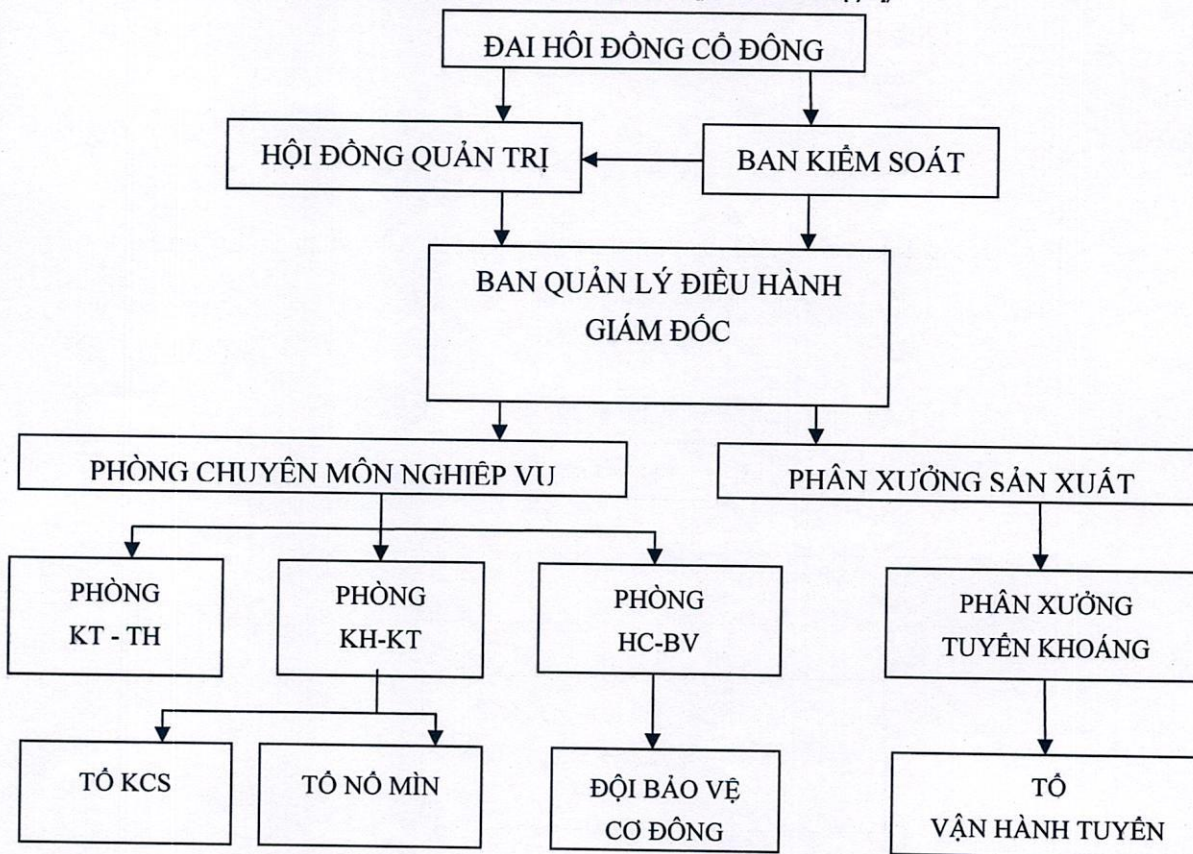 ĐAI HÔI ĐỒNG CỔ ĐÔNG
HỘI ĐỒNG QUẢN TRỊ
BAN KIỂM SOÁT
BAN QUẢN LÝ ĐIỀU HÀNH
GIÁM ĐỐC
PHÒNG CHUYÊN MÔN NGHIÊP VU
PHÂN XƯỞNG SẢN XUẤT
PHÒNG
KT - TH
PHÒNG
KH-KT
PHÒNG
HC-BV
PHÂN XƯỞNG
TUYỂN KHOÁNG
TỔ KCS
TỔ NỔ MÌN
ĐỘI BẢO VỆ
CƠ ĐÔNG
TỔ
VẬN HÀNH TUYỂN